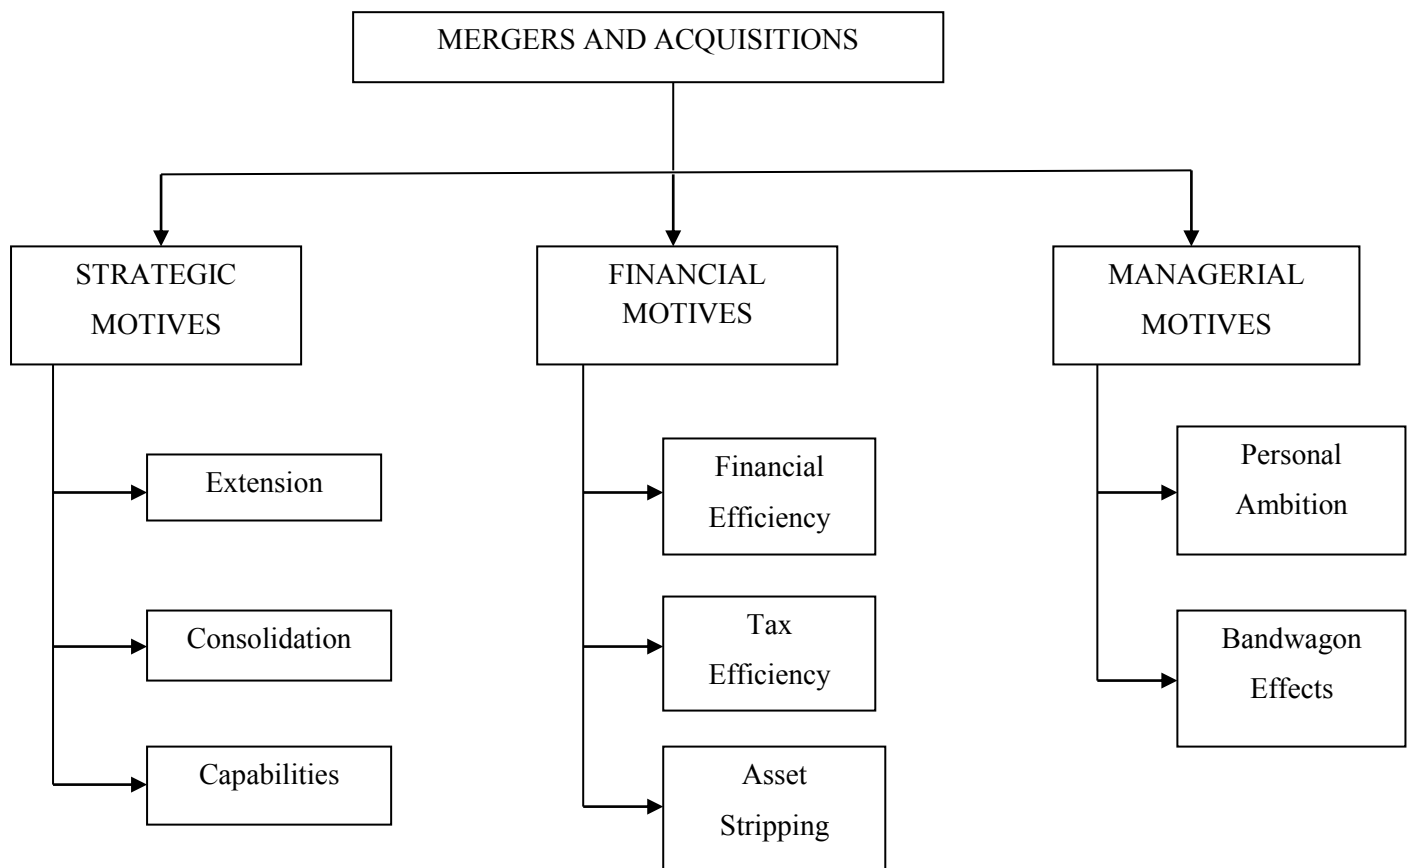 MERGERS AND ACQUISITIONS
STRATEGIC
MOTIVES
FINANCIAL
MOTIVES
MANAGERIAL
MOTIVES
Extension
Consolidation
Capabilities
Financial
Efficiency
Tax
Efficiency
Asset
Stripping
Personal
Ambition
Bandwagon
Effects